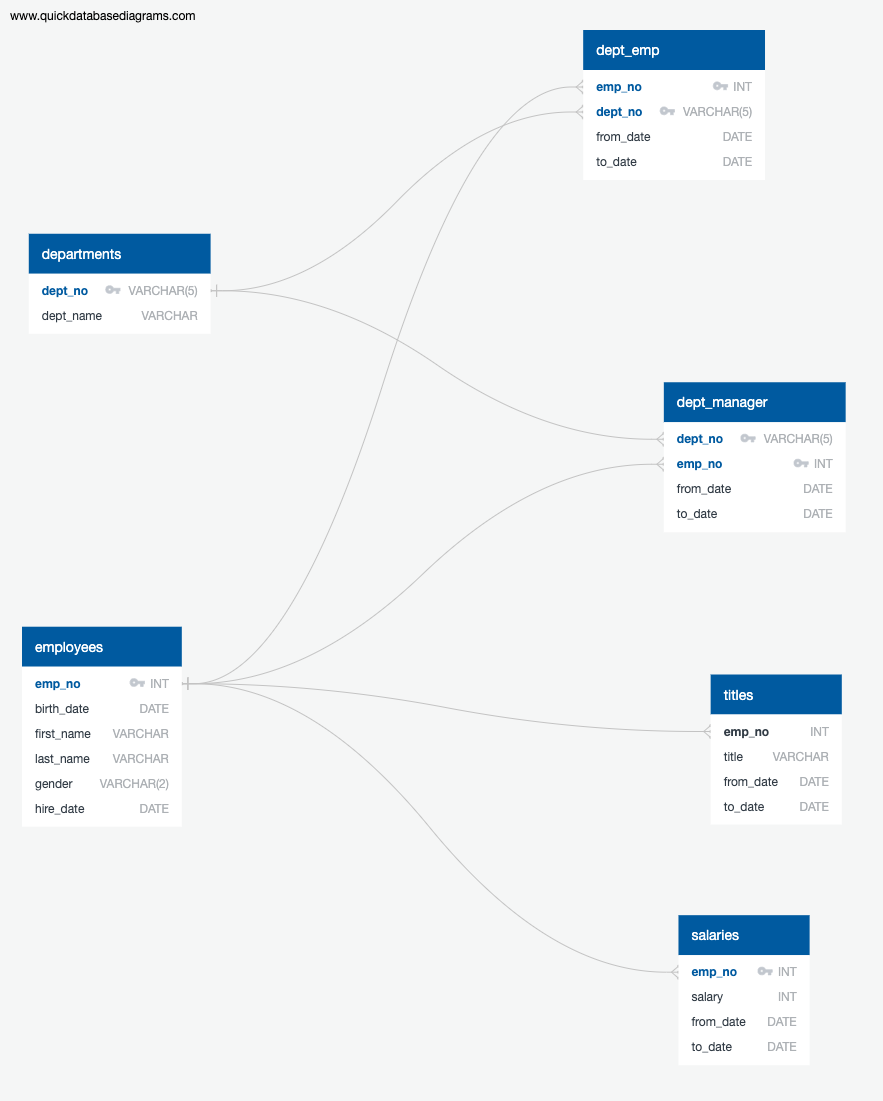 www.quickdatabasediagrams.com
dept_emp
emp_no INT
dept_no VARCHAR(5)
from_date DATE
to_date DATE
departments
dept_no VARCHAR(5)
dept_name VARCHAR
dept_manager
dept_no VARCHAR(5)
emp_no INT
from_date DATE
to_date DATE
employees
emp_no INT
birth_date DATE
first_name VARCHAR
last_name VARCHAR
gender VARCHAR(2)
hire_date DATE
titles
emp_no INT
title VARCHAR
from_date DATE
to_date DATE
salaries
emp_no INT
salary INT
from_date DATE
to_date DATE